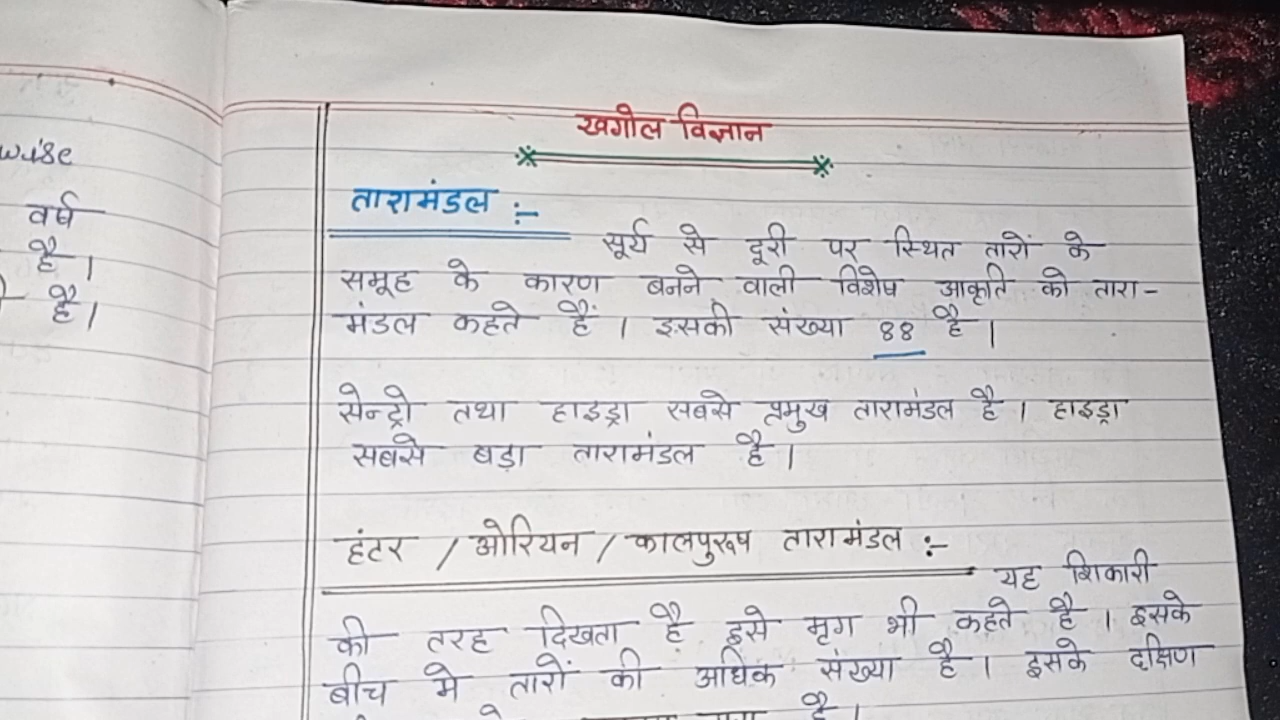 wise
वर्ष
है।
है।
खगोल विज्ञान
तारामंडल :-
सूर्य से दूरी पर स्थित तारों के
समूह के कारण बनने वाली विशेष आकृति को तारा-
मंडल कहते हैं । इसकी संख्या 88 है ।
सेन्ट्रो तथा हाइड्रा सबसे प्रमुख तारामंडल है । हाइड्रा
सबसे बड़ा तारामंडल है ।
हंटर / ओरियन / कालपुरूष तारामंडल :-
यह शिकारी
की तरह दिखता है इसे मृग भी कहते है । इसके
बीच मे तारों की अधिक संख्या है । इसके दक्षिण
है ।